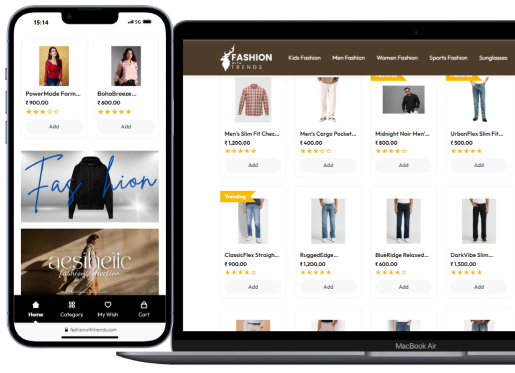 15:14
5G
PowerMade Form...
₹900.00
★★★☆☆
Add
BohoBreeze...
₹600.00
★★★★★
Add
Fashion
aesthetic
fashion collection
Home
Category
My Wish
Cart
fashionwithtrends.com
FASHION
TRENDS
Kids Fashion
Men Fashion
Women Fashion
Sports Fashion
Sunglasses
Men's Slim Fit Chec...
₹1,200.00
★★★★★
Add
Men's Cargo Pocket...
₹400.00
★★★☆☆
Add
Midnight Noir Men'...
₹800.00
★★★★☆
Add
UrbanFlex Slim Fit...
₹500.00
★★★★★
Add
Trending
ClassicFlex Straigh...
₹900.00
★★★★☆
Add
RuggedEdge...
₹1,200.00
★★★★★
Add
BlueRidge Relaxed...
₹600.00
★★★★☆
Add
DarkVibe Slim...
₹1,500.00
★★★★★
Add
MacBook Air